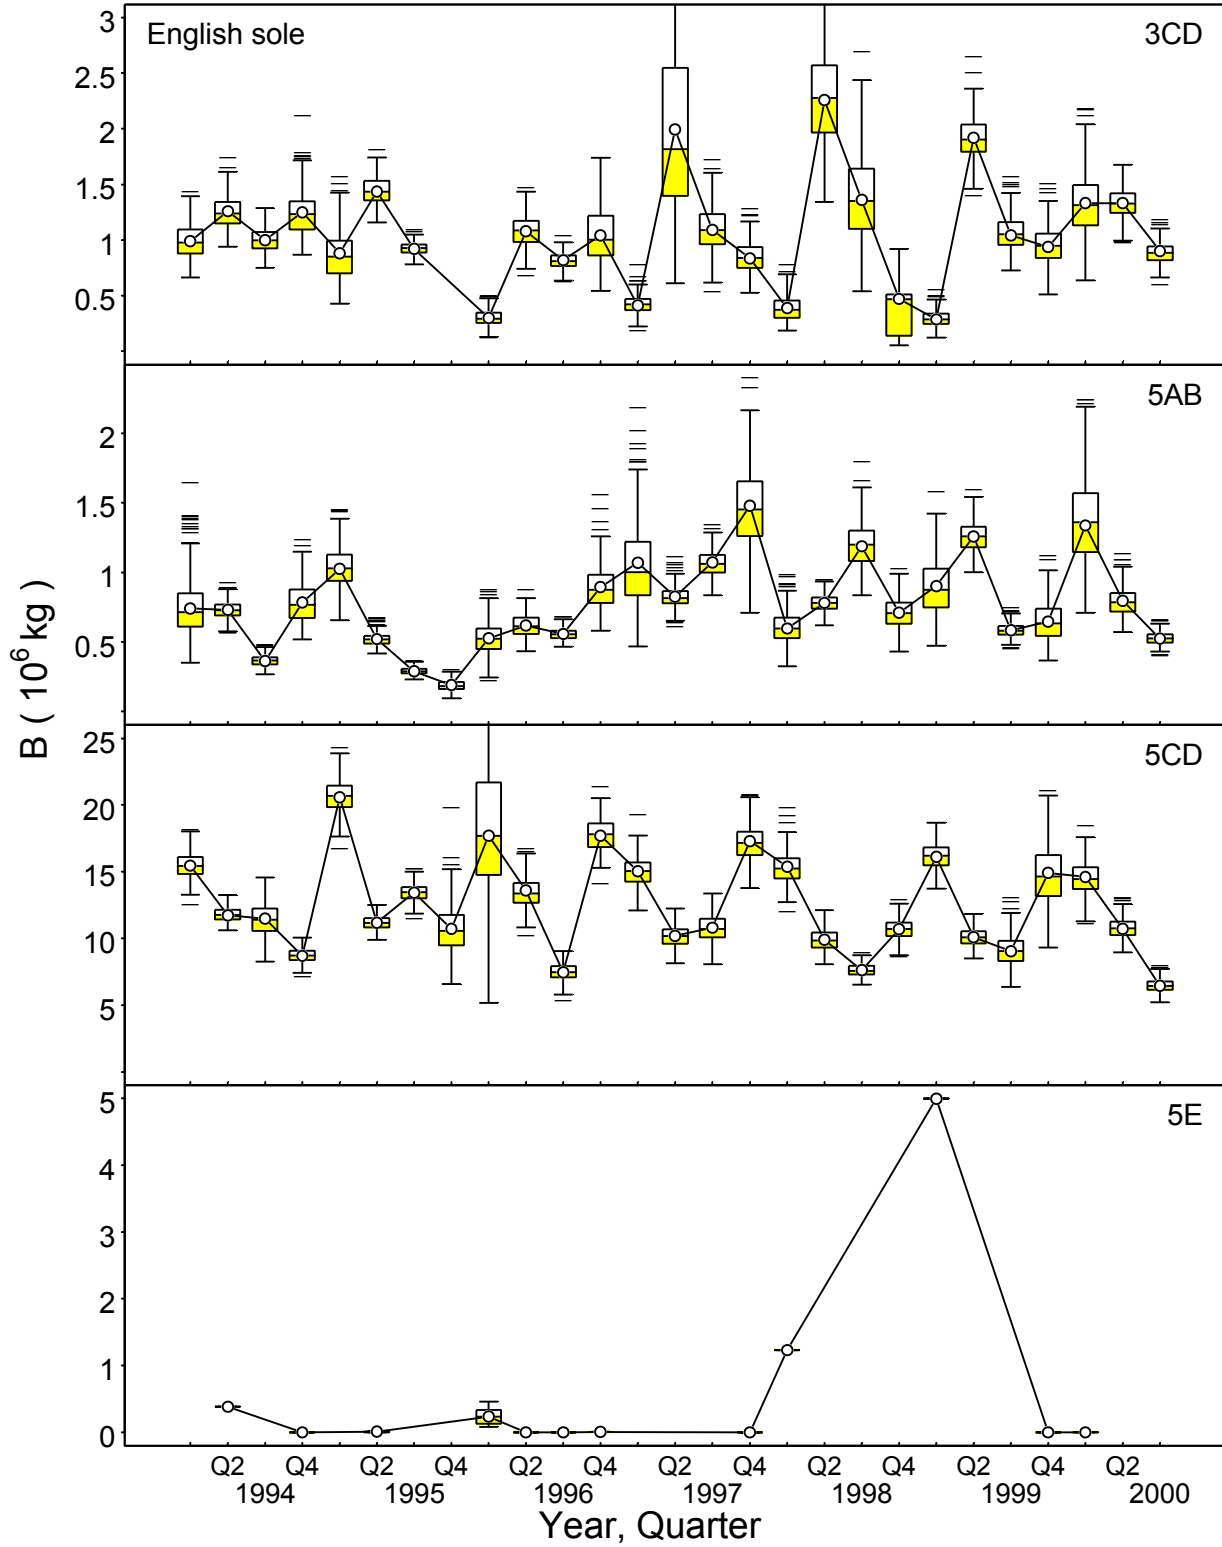 English sole
3CD
3
2.5
2
1.5
1
0.5
5AB
2
1.5
1
0.5
5CD
25
20
15
10
5
5E
5
4
3
2
1
0
B ( 10⁶ kg )
Q2 Q4 Q2 Q4 Q2 Q4 Q2 Q4 Q2 Q4 Q2 Q4 Q2
1994 1995 1996 1997 1998 1999 2000
Year, Quarter